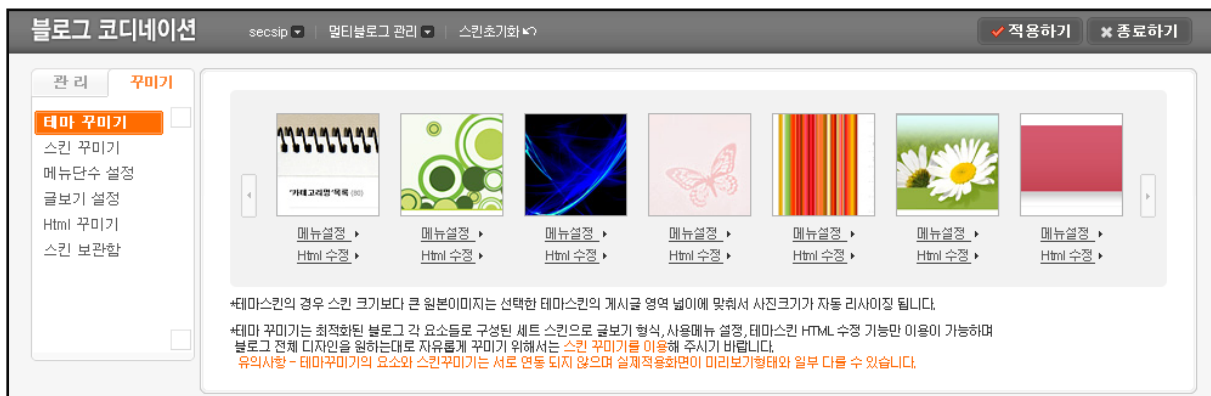 블로그 코디네이션
secsip
멀티블로그 관리
스킨초기화
적용하기
종료하기
관 리
꾸미기
테마 꾸미기
스킨 꾸미기
메뉴단수 설정
글보기 설정
Html 꾸미기
스킨 보관함
'카테고리명'목록 (80)
메뉴설정 메뉴설정 메뉴설정 메뉴설정 메뉴설정 메뉴설정 메뉴설정
Html 수정 Html 수정 Html 수정 Html 수정 Html 수정 Html 수정 Html 수정
*테마스킨의 경우 스킨 크기보다 큰 원본이미지는 선택한 테마스킨의 게시글 영역 넓이에 맞춰서 사진크기가 자동 리사이징 됩니다.
*테마 꾸미기는 최적화된 블로그 각 요소들로 구성된 세트 스킨으로 글보기 형식, 사용메뉴 설정, 테마스킨 HTML 수정 기능만 이용이 가능하며
블로그 전체 디자인을 원하는대로 자유롭게 꾸미기 위해서는 스킨 꾸미기를 이용해 주시기 바랍니다.
유의사항 - 테마꾸미기의 요소와 스킨꾸미기는 서로 연동 되지 않으며 실제적용화면이 미리보기형태와 일부 다를 수 있습니다.